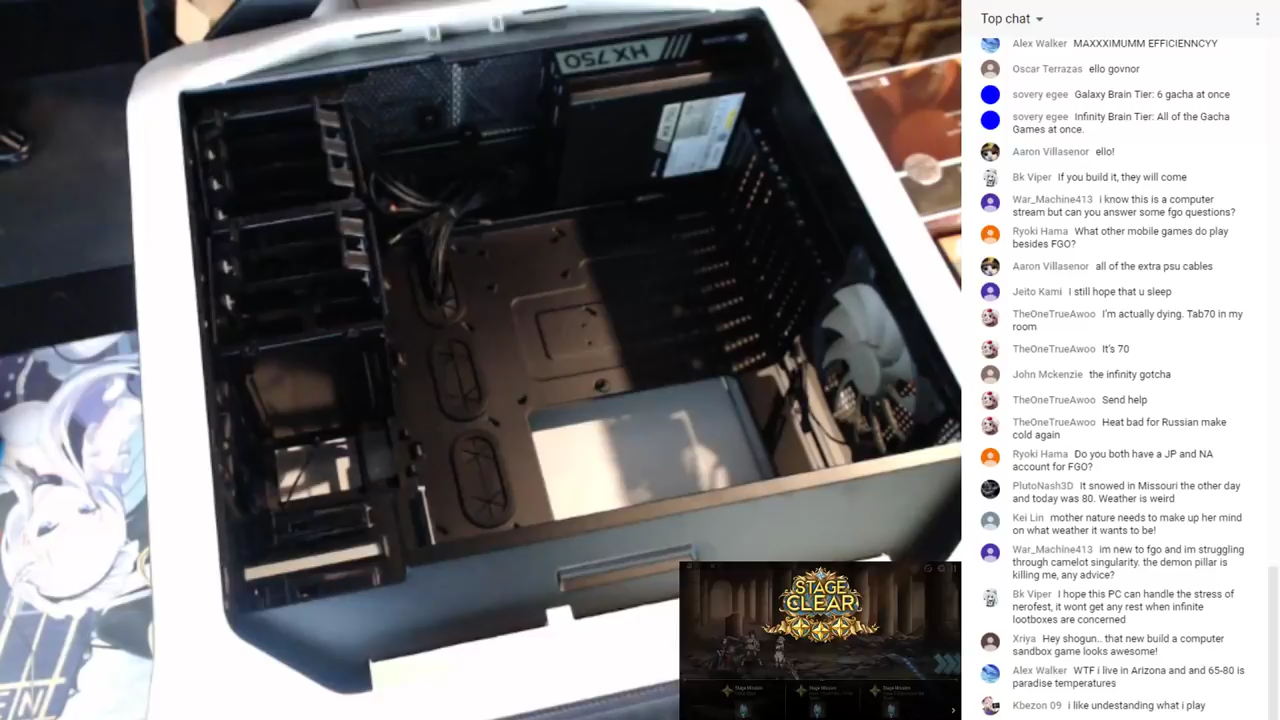 HX750
STAGE
CLEAR
Stage Mission
Stage Mission
Stage Mission
Top chat
Alex Walker MAXXXIMUMM EFFICIENNCYY
Oscar Terrazas ello govnor
sovery egee Galaxy Brain Tier: 6 gacha at once
sovery egee Infinity Brain Tier: All of the Gacha
Games at once.
Aaron Villasenor ello!
Bk Viper If you build it, they will come
War_Machine413 i know this is a computer
stream but can you answer some fgo questions?
Ryoki Hama What other mobile games do play
besides FGO?
Aaron Villasenor all of the extra psu cables
Jeito Kami I still hope that u sleep
TheOneTrueAwoo I'm actually dying. Tab70 in my
room
TheOneTrueAwoo It's 70
John Mckenzie the infinity gotcha
TheOneTrueAwoo Send help
TheOneTrueAwoo Heat bad for Russian make
cold again
Ryoki Hama Do you both have a JP and NA
account for FGO?
PlutoNash3D It snowed in Missouri the other day
and today was 80. Weather is weird
Kei Lin mother nature needs to make up her mind
on what weather it wants to be!
War_Machine413 im new to fgo and im struggling
through camelot singularity. the demon pillar is
killing me, any advice?
Bk Viper I hope this PC can handle the stress of
nerofest, it wont get any rest when infinite
lootboxes are concerned
Xriya Hey shogun.. that new build a computer
sandbox game looks awesome!
Alex Walker WTF i live in Arizona and and 65-80 is
paradise temperatures
Kbezon 09 i like undestanding what i play